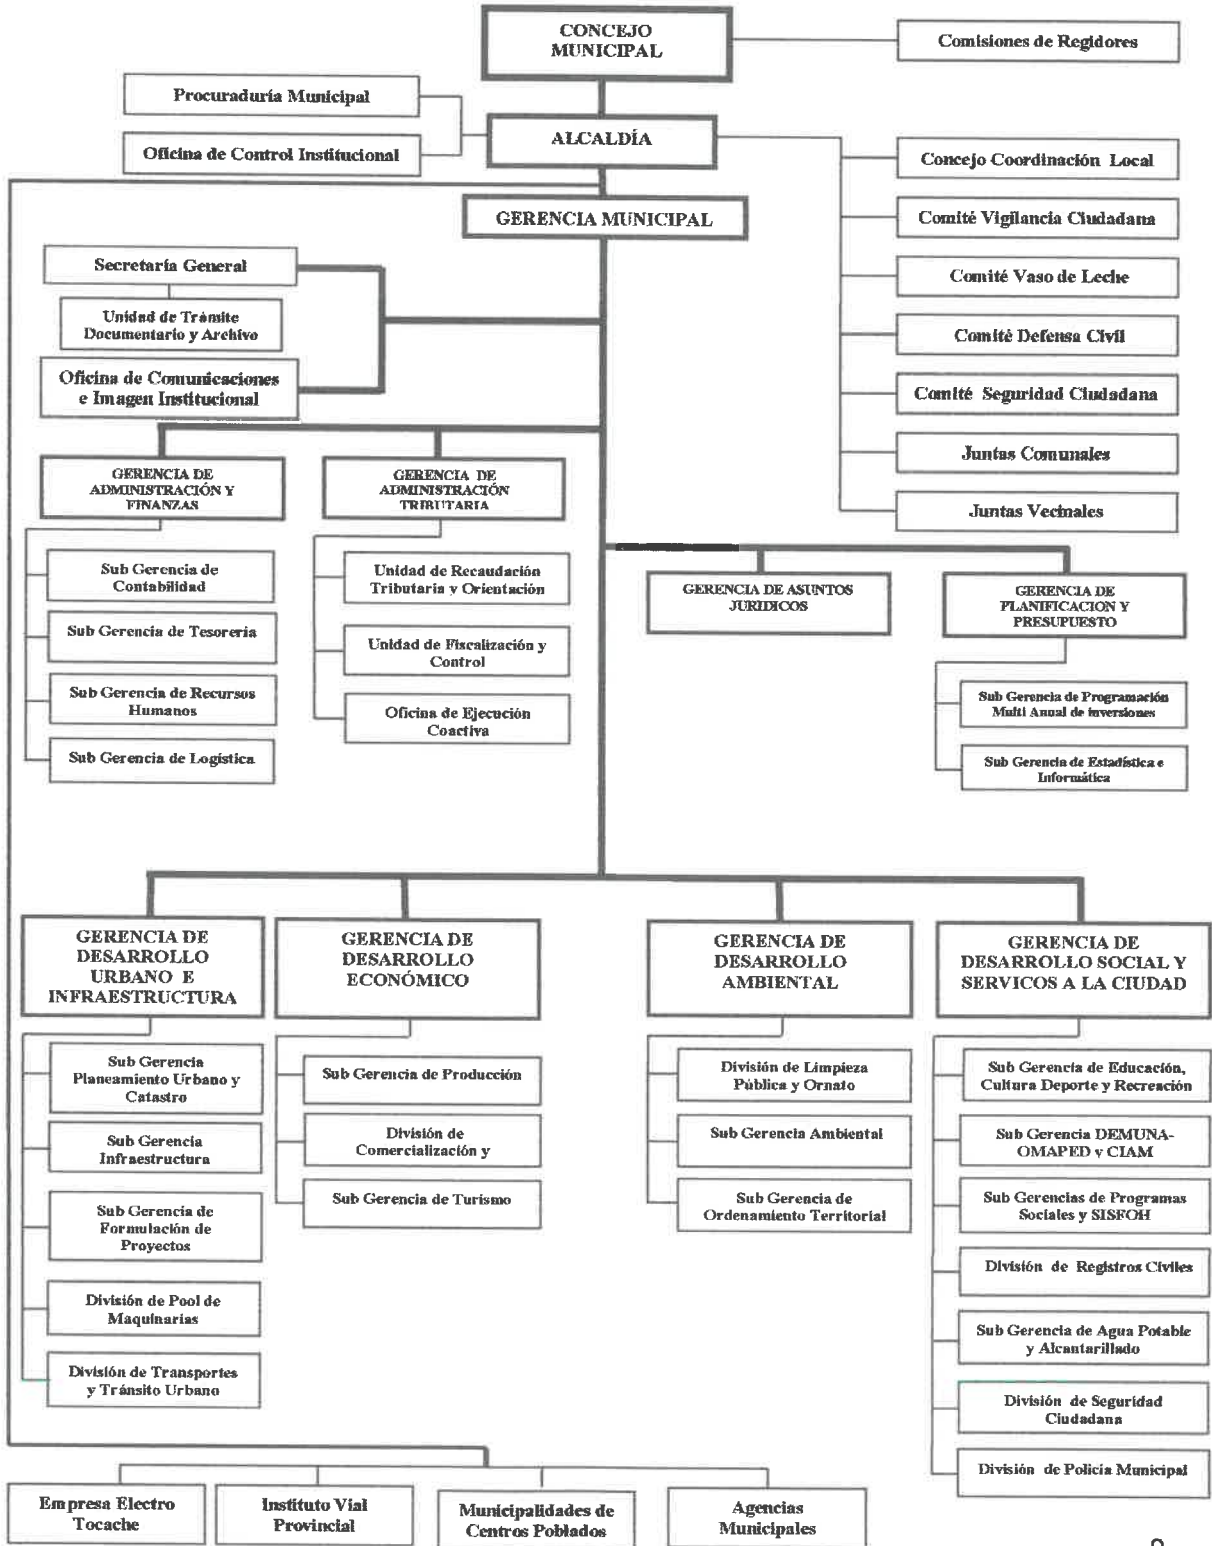 CONCEJO
MUNICIPAL
Comisiones de Regidores
Procuraduría Municipal
Oficina de Control Institucional
ALCALDÍA
Concejo Coordinación Local
Comité Vigilancia Ciudadana
Comité Vaso de Leche
Comité Defensa Civil
Comité Seguridad Ciudadana
Juntas Comunales
Juntas Vecinales
GERENCIA MUNICIPAL
Secretaría General
Unidad de Trámite
Documentario y Archivo
Oficina de Comunicaciones
e Imagen Institucional
GERENCIA DE
ADMINISTRACIÓN Y
FINANZAS
Sub Gerencia de
Contabilidad
Sub Gerencia de Tesorería
Sub Gerencia de Recursos
Humanos
Sub Gerencia de Logística
GERENCIA DE
ADMINISTRACIÓN
TRIBUTARIA
Unidad de Recaudación
Tributaria y Orientación
Unidad de Fiscalización y
Control
Oficina de Ejecución
Coactiva
GERENCIA DE ASUNTOS
JURIDICOS
GERENCIA DE
PLANIFICACION Y
PRESUPUESTO
Sub Gerencia de Programación
Multi Anual de inversiones
Sub Gerencia de Estadística e
Informática
GERENCIA DE
DESARROLLO
URBANO E
INFRAESTRUCTURA
Sub Gerencia
Planeamiento Urbano y
Catastro
Sub Gerencia
Infraestructura
Sub Gerencia de
Formulación de
Proyectos
División de Pool de
Maquinarias
División de Transportes
y Tránsito Urbano
GERENCIA DE
DESARROLLO
ECONÓMICO
Sub Gerencia de Producción
División de
Comercialización y
Sub Gerencia de Turismo
GERENCIA DE
DESARROLLO
AMBIENTAL
División de Limpieza
Pública y Ornato
Sub Gerencia Ambiental
Sub Gerencia de
Ordenamiento Territorial
GERENCIA DE
DESARROLLO SOCIAL Y
SERVICOS A LA CIUDAD
Sub Gerencia de Educación,
Cultura Deporte y Recreación
Sub Gerencia DEMUNA-
OMAPED y CIAM
Sub Gerencias de Programas
Sociales y SISFOH
División de Registros Civiles
Sub Gerencia de Agua Potable
y Alcantarillado
División de Seguridad
Ciudadana
División de Policía Municipal
Empresa Electro
Tocache
Instituto Vial
Provincial
Municipalidades de
Centros Poblados
Agencias
Municipales